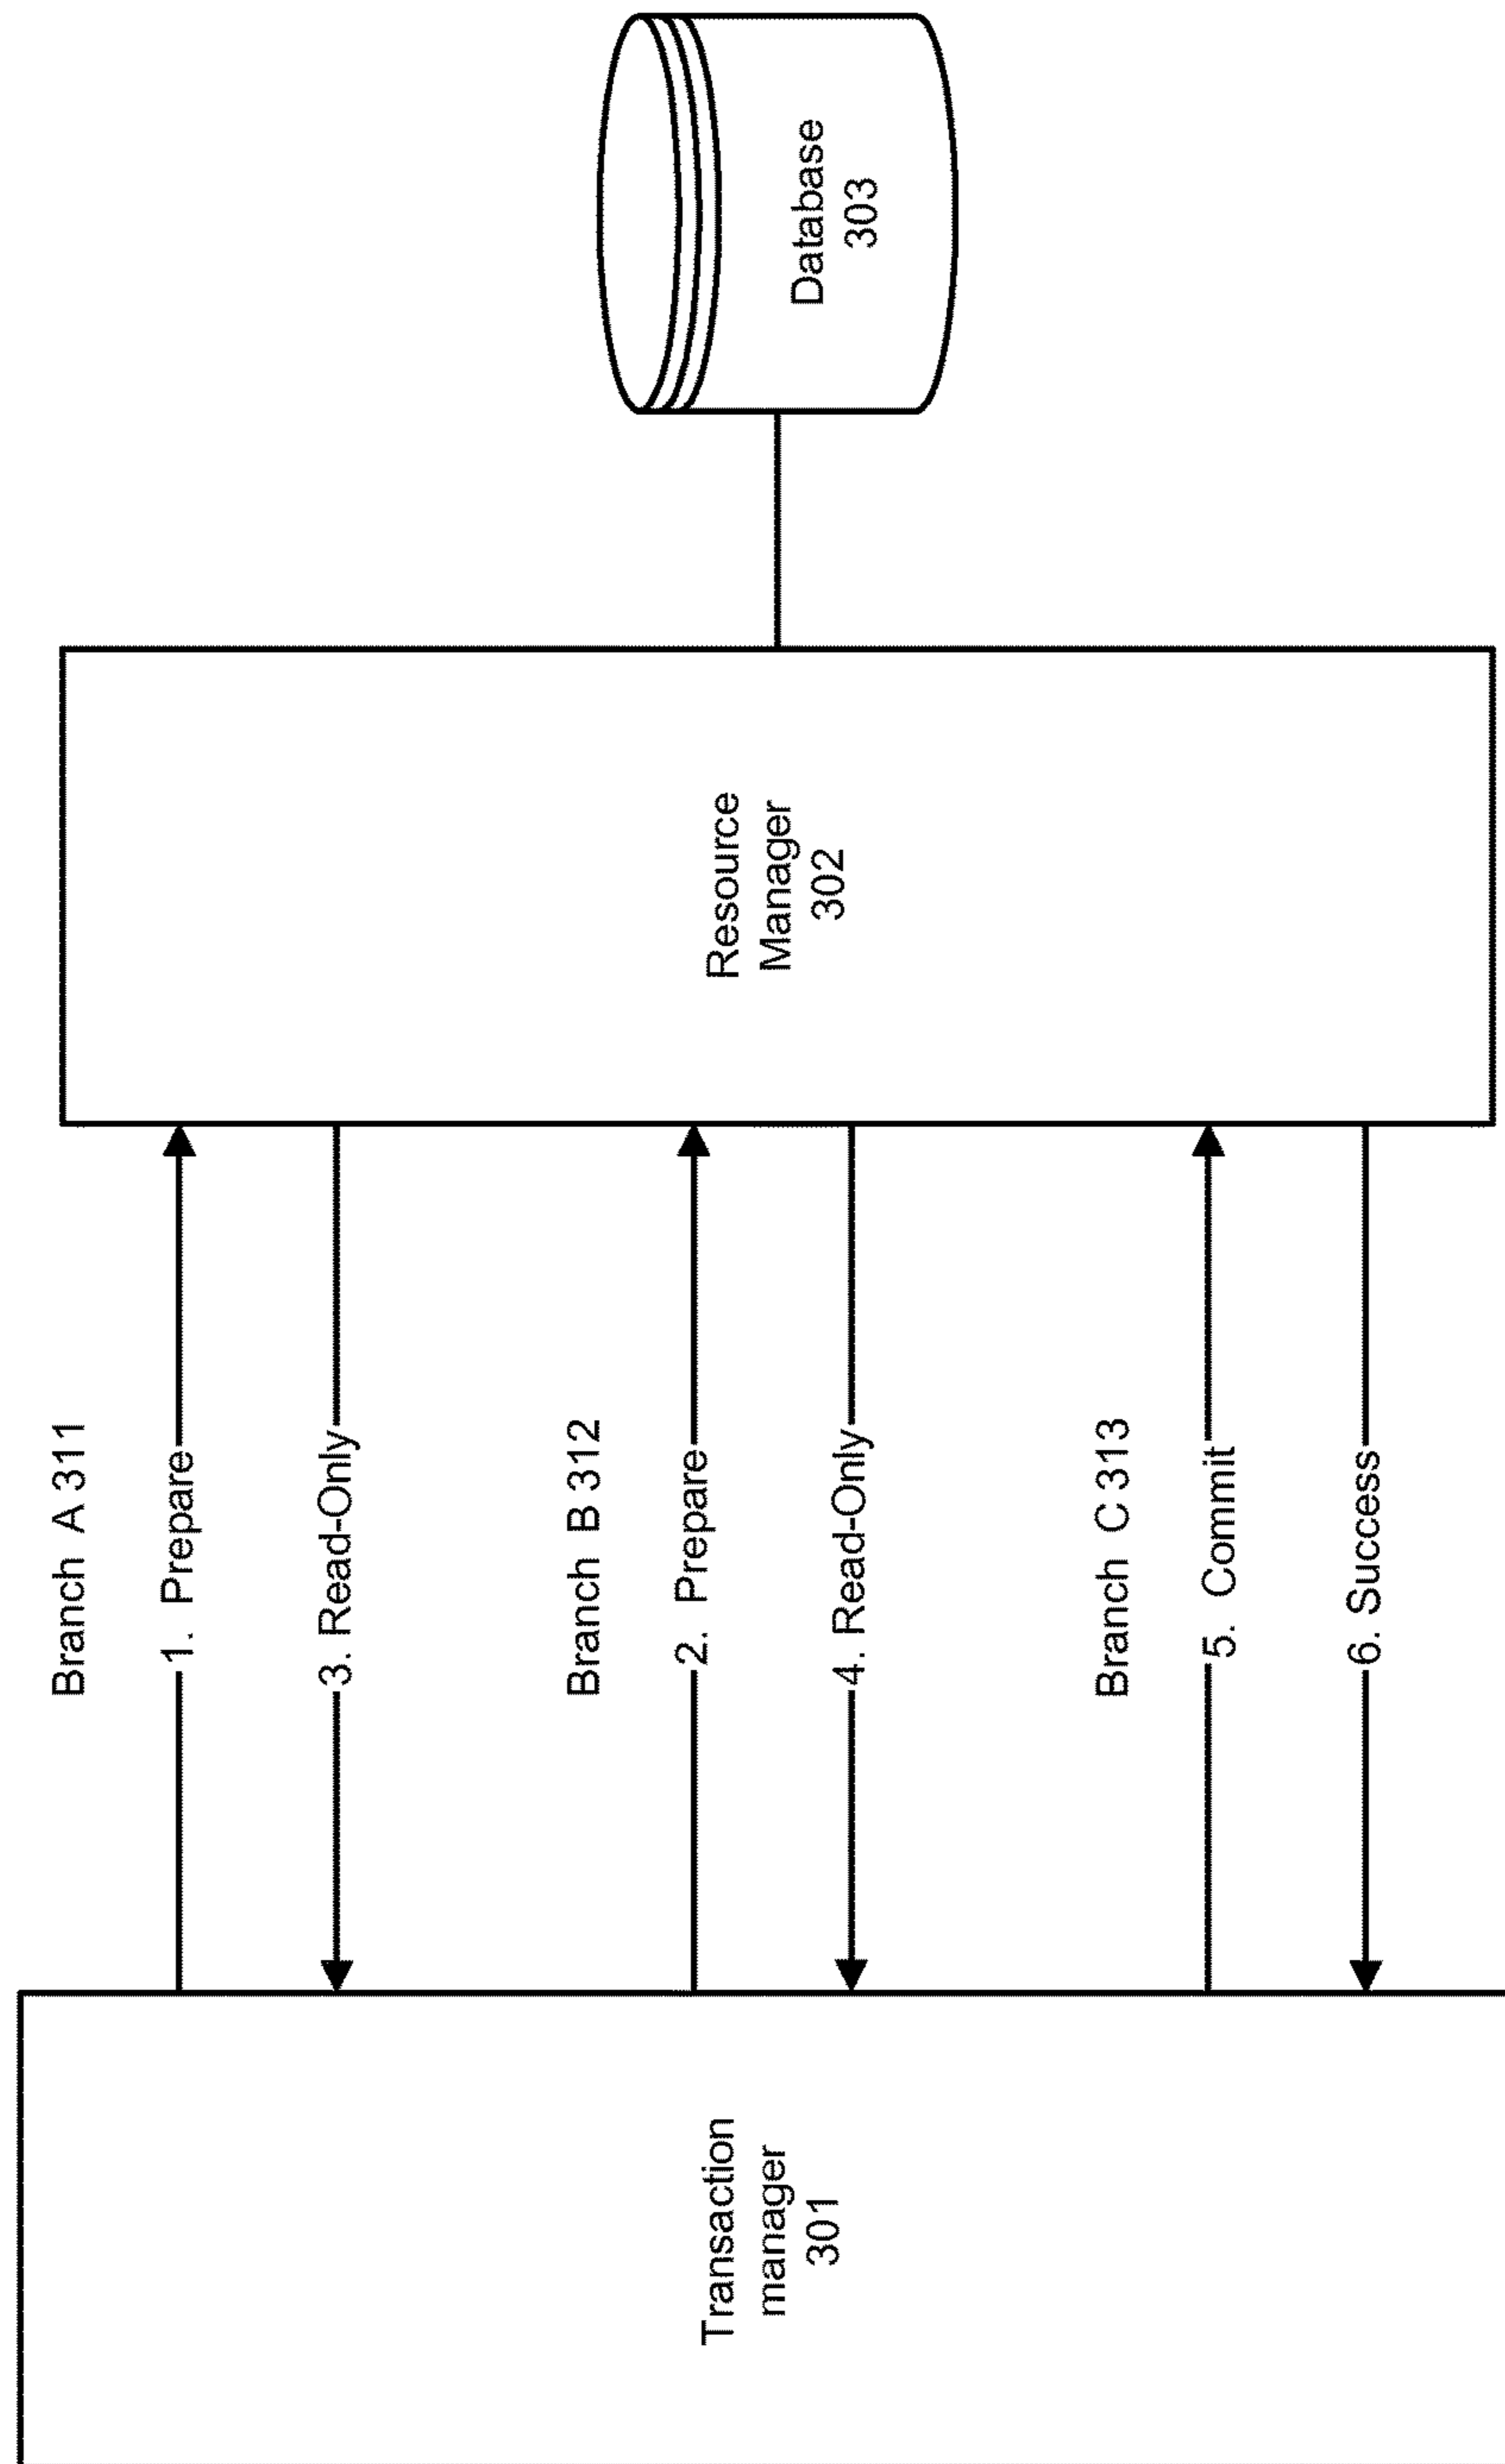 Branch A 311
1. Prepare
3. Read-Only
Branch B 312
2. Prepare
4. Read-Only
Branch C 313
5. Commit
6. Success
Transaction
manager
301
Resource
Manager
302
Database
303